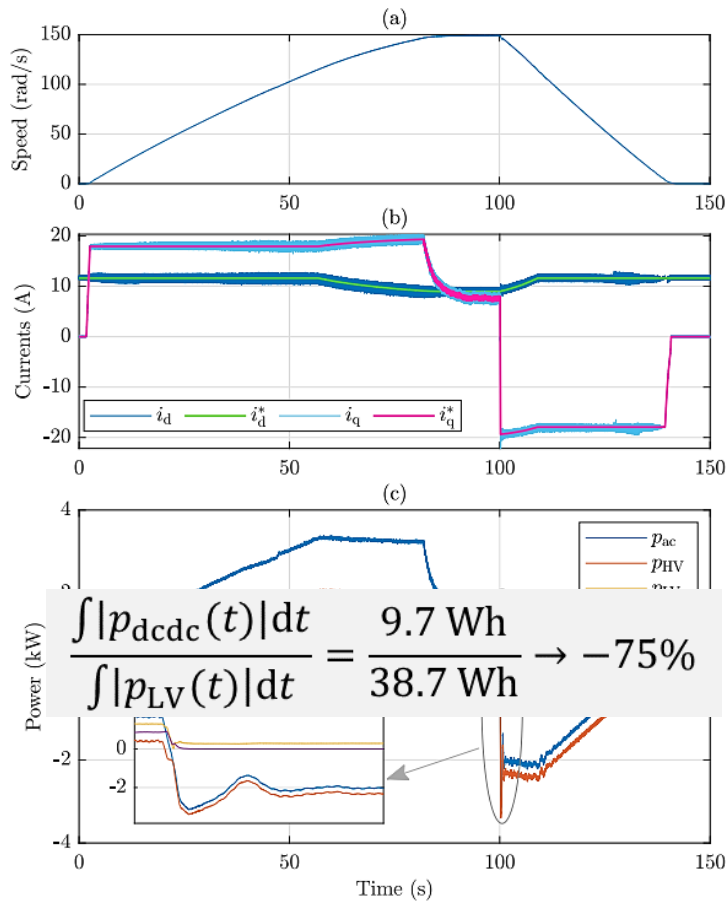 (a)
150
100
50
0
Speed (rad/s)
0 50 100 150
(b)
20
10
0
-10
-20
Currents (A)
i_d i_d^* i_q i_q^*
0 50 100 150
(c)
4
p_ac
p_HV
Power (kW)
∫|p_dcdc(t)|dt / ∫|p_LV(t)|dt = 9.7 Wh / 38.7 Wh → −75%
0
-2
-2
-4
0 50 100 150
Time (s)